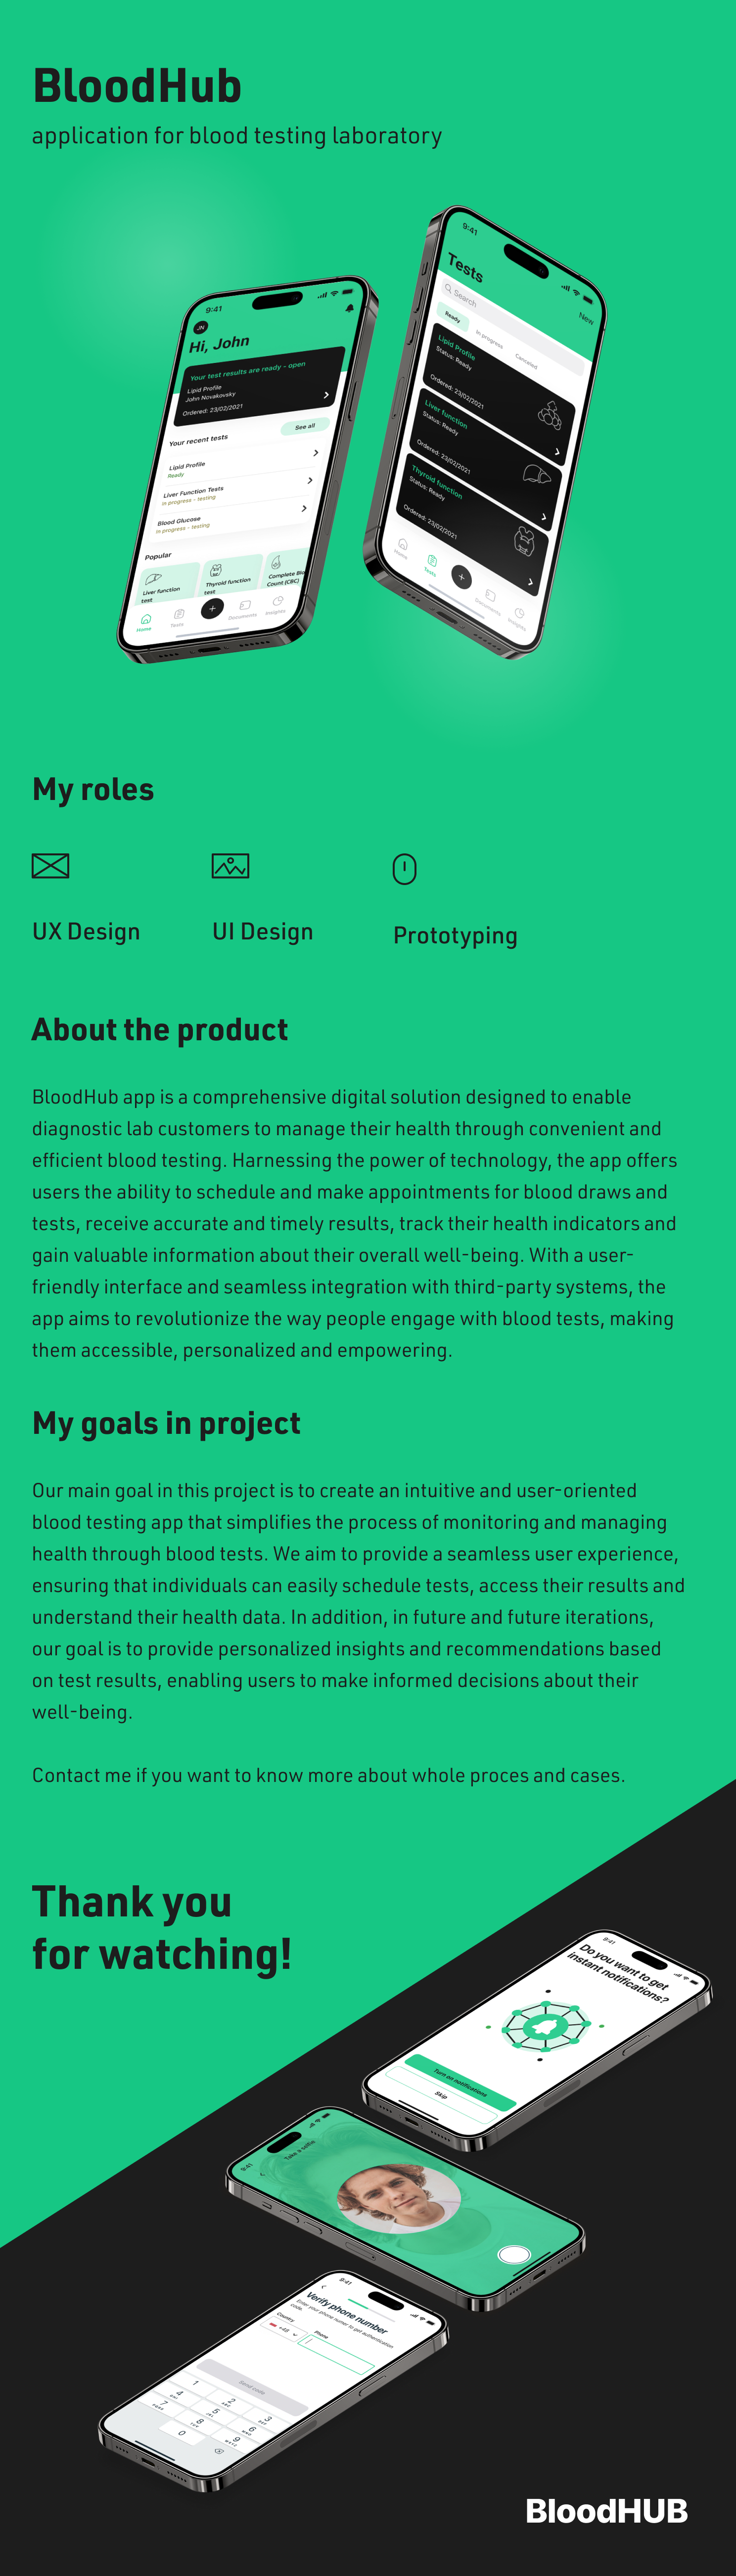 BloodHub
application for blood testing laboratory
9:41
JN
Hi, John
Your test results are ready - open
Lipid Profile
John Novakovsky
Ordered: 23/02/2021
Your recent tests
See all
Lipid Profile
Ready
Liver Function Tests
In progress - testing
Blood Glucose
In progress - testing
Popular
Liver function
test
Thyroid function
test
Complete Blo
Count (CBC)
Home
Tests
Documents
Insights
9:41
Tests
New
Search
Ready
In progress
Canceled
Lipid Profile
Status: Ready
Ordered: 23/02/2021
Liver function
Status: Ready
Ordered: 23/02/2021
Thyroid function
Status: Ready
Ordered: 23/02/2021
Home
Tests
Documents
Insights
My roles
UX Design
UI Design
Prototyping
About the product
BloodHub app is a comprehensive digital solution designed to enable
diagnostic lab customers to manage their health through convenient and
efficient blood testing. Harnessing the power of technology, the app offers
users the ability to schedule and make appointments for blood draws and
tests, receive accurate and timely results, track their health indicators and
gain valuable information about their overall well-being. With a user-
friendly interface and seamless integration with third-party systems, the
app aims to revolutionize the way people engage with blood tests, making
them accessible, personalized and empowering.
My goals in project
Our main goal in this project is to create an intuitive and user-oriented
blood testing app that simplifies the process of monitoring and managing
health through blood tests. We aim to provide a seamless user experience,
ensuring that individuals can easily schedule tests, access their results and
understand their health data. In addition, in future and future iterations,
our goal is to provide personalized insights and recommendations based
on test results, enabling users to make informed decisions about their
well-being.
Contact me if you want to know more about whole proces and cases.
Thank you
for watching!
9:41
Do you want to get
instant notifications?
Turn on notifications
Skip
9:41
Take a selfie
9:41
Verify phone number
Enter your phone numer to get authentication
code.
Country
Phone
+48
Send code
1
2
3
4
5
6
7
8
9
0
BloodHUB